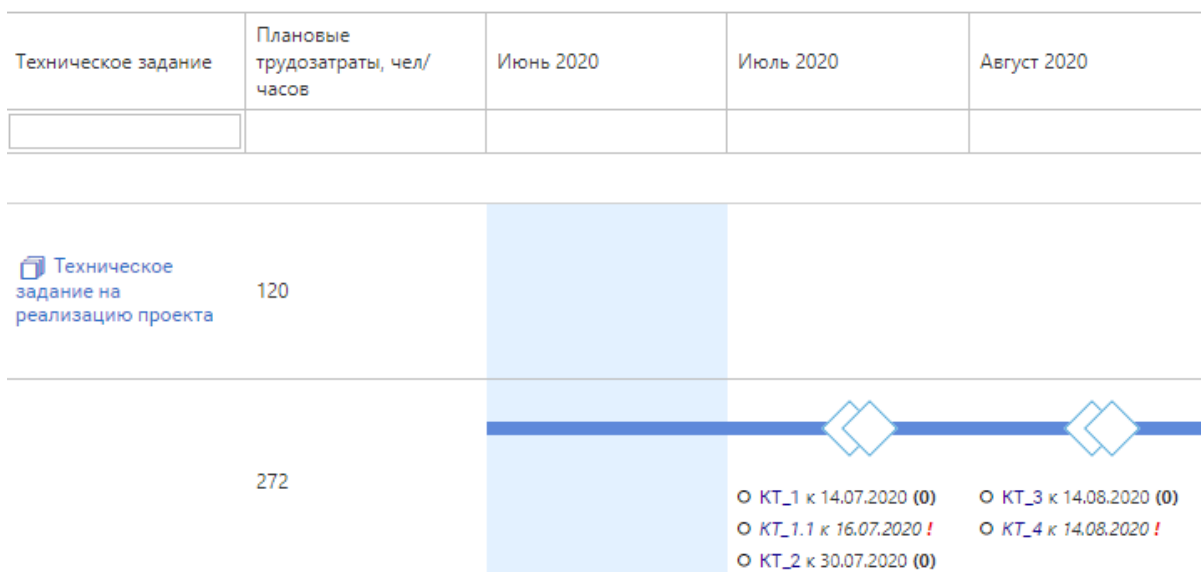 Техническое задание
Плановые
трудозатраты, чел/
часов
Июнь 2020
Июль 2020
Август 2020
Техническое
задание на
реализацию проекта
120
272
КТ_1 к 14.07.2020 (0)
КТ_1.1 к 16.07.2020 !
КТ_2 к 30.07.2020 (0)
КТ_3 к 14.08.2020 (0)
КТ_4 к 14.08.2020 !